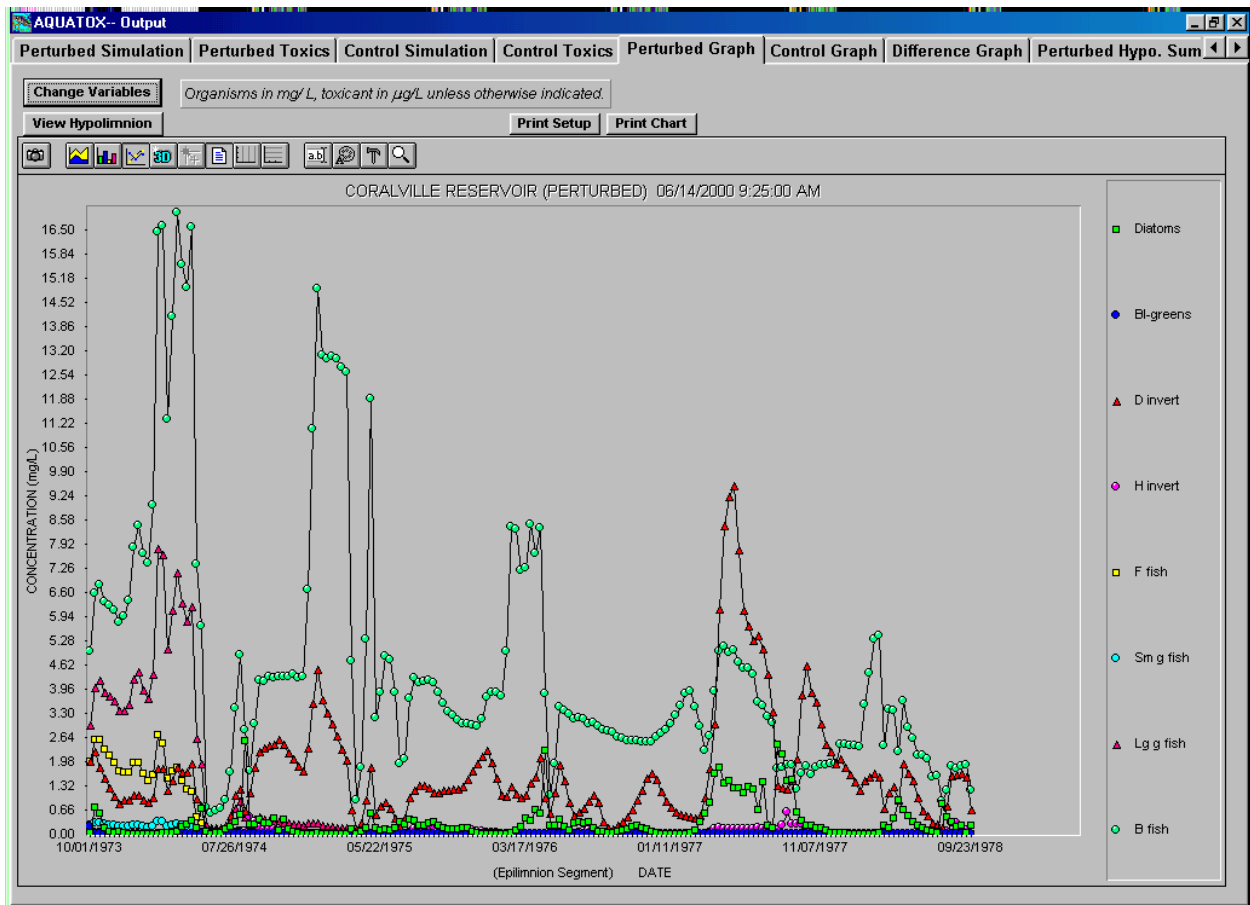 AQUATOX-- Output
Perturbed Simulation Perturbed Toxics Control Simulation Control Toxics Perturbed Graph Control Graph Difference Graph Perturbed Hypo. Sum
Change Variables Organisms in mg/ L, toxicant in µg/L unless otherwise indicated.
View Hypolimnion Print Setup Print Chart
3D a.b
CORALVILLE RESERVOIR (PERTURBED) 06/14/2000 9:25:00 AM
CONCENTRATION (mg/L)
16.50
15.84
15.18
14.52
13.86
13.20
12.54
11.88
11.22
10.56
9.90
9.24
8.58
7.92
7.26
6.60
5.94
5.28
4.62
3.96
3.30
2.64
1.98
1.32
0.66
0.00
10/01/1973 07/26/1974 05/22/1975 03/17/1976 01/11/1977 11/07/1977 09/23/1978
(Epilimnion Segment) DATE
Diatoms
Bl-greens
D invert
H invert
F fish
Sm g fish
Lg g fish
B fish